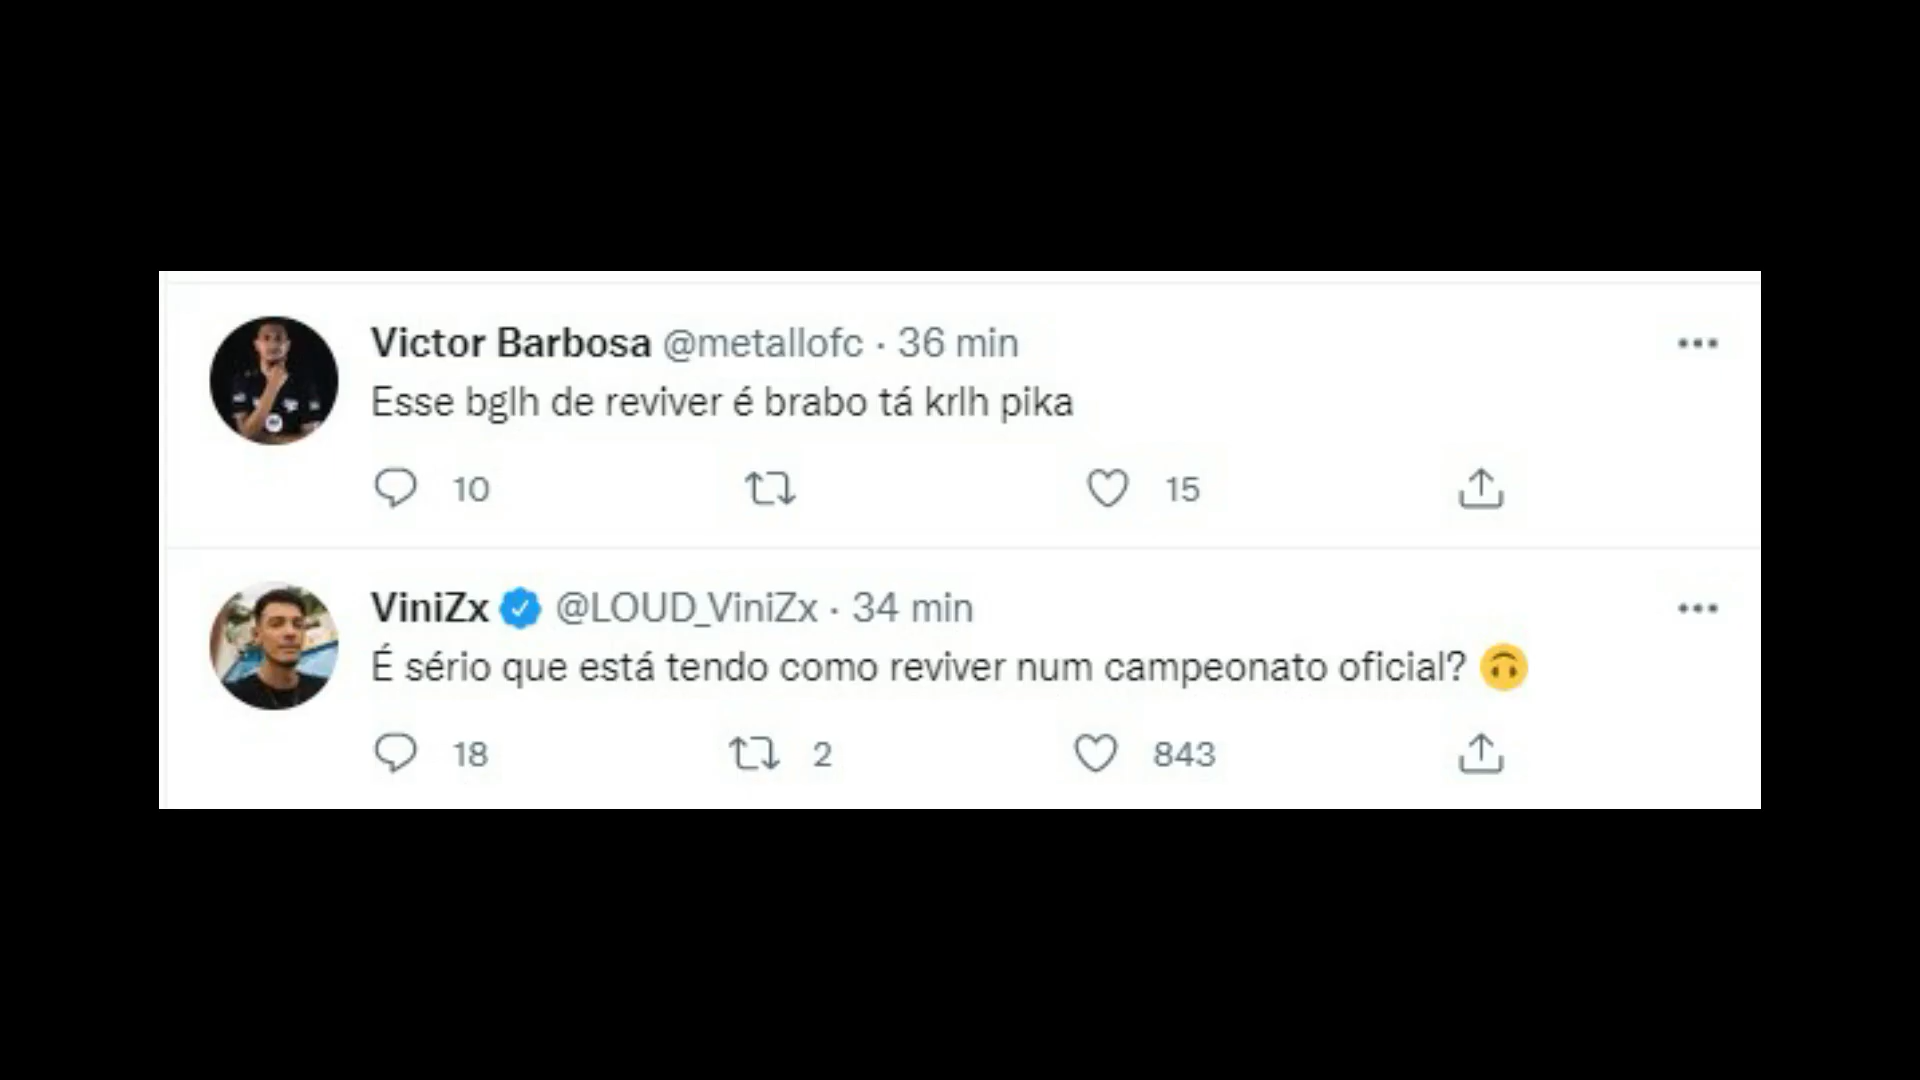 Victor Barbosa @metallofc · 36 min
Esse bglh de reviver é brabo tá krlh pika
10 15
ViniZx @LOUD_ViniZx · 34 min
É sério que está tendo como reviver num campeonato oficial? 🙃
18 2 843